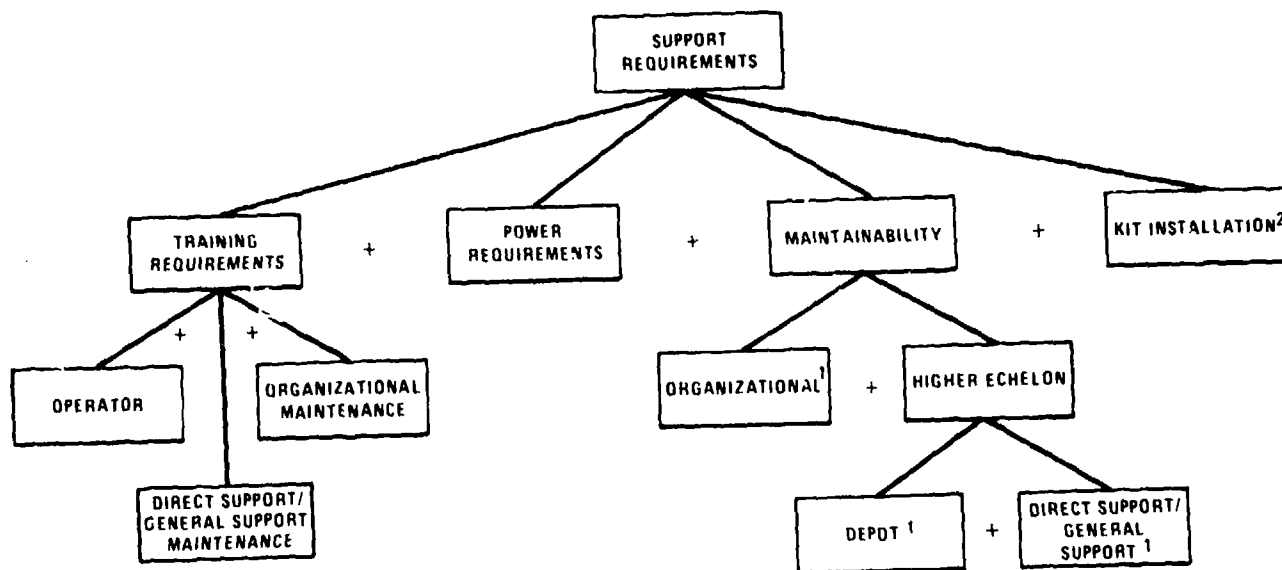 SUPPORT
REQUIREMENTS
TRAINING
REQUIREMENTS
+
POWER
REQUIREMENTS
+
MAINTAINABILITY
+
KIT INSTALLATION²
+
+
OPERATOR
ORGANIZATIONAL
MAINTENANCE
ORGANIZATIONAL¹
+
HIGHER ECHELON
DIRECT SUPPORT/
GENERAL SUPPORT
MAINTENANCE
DEPOT ¹
+
DIRECT SUPPORT/
GENERAL
SUPPORT ¹